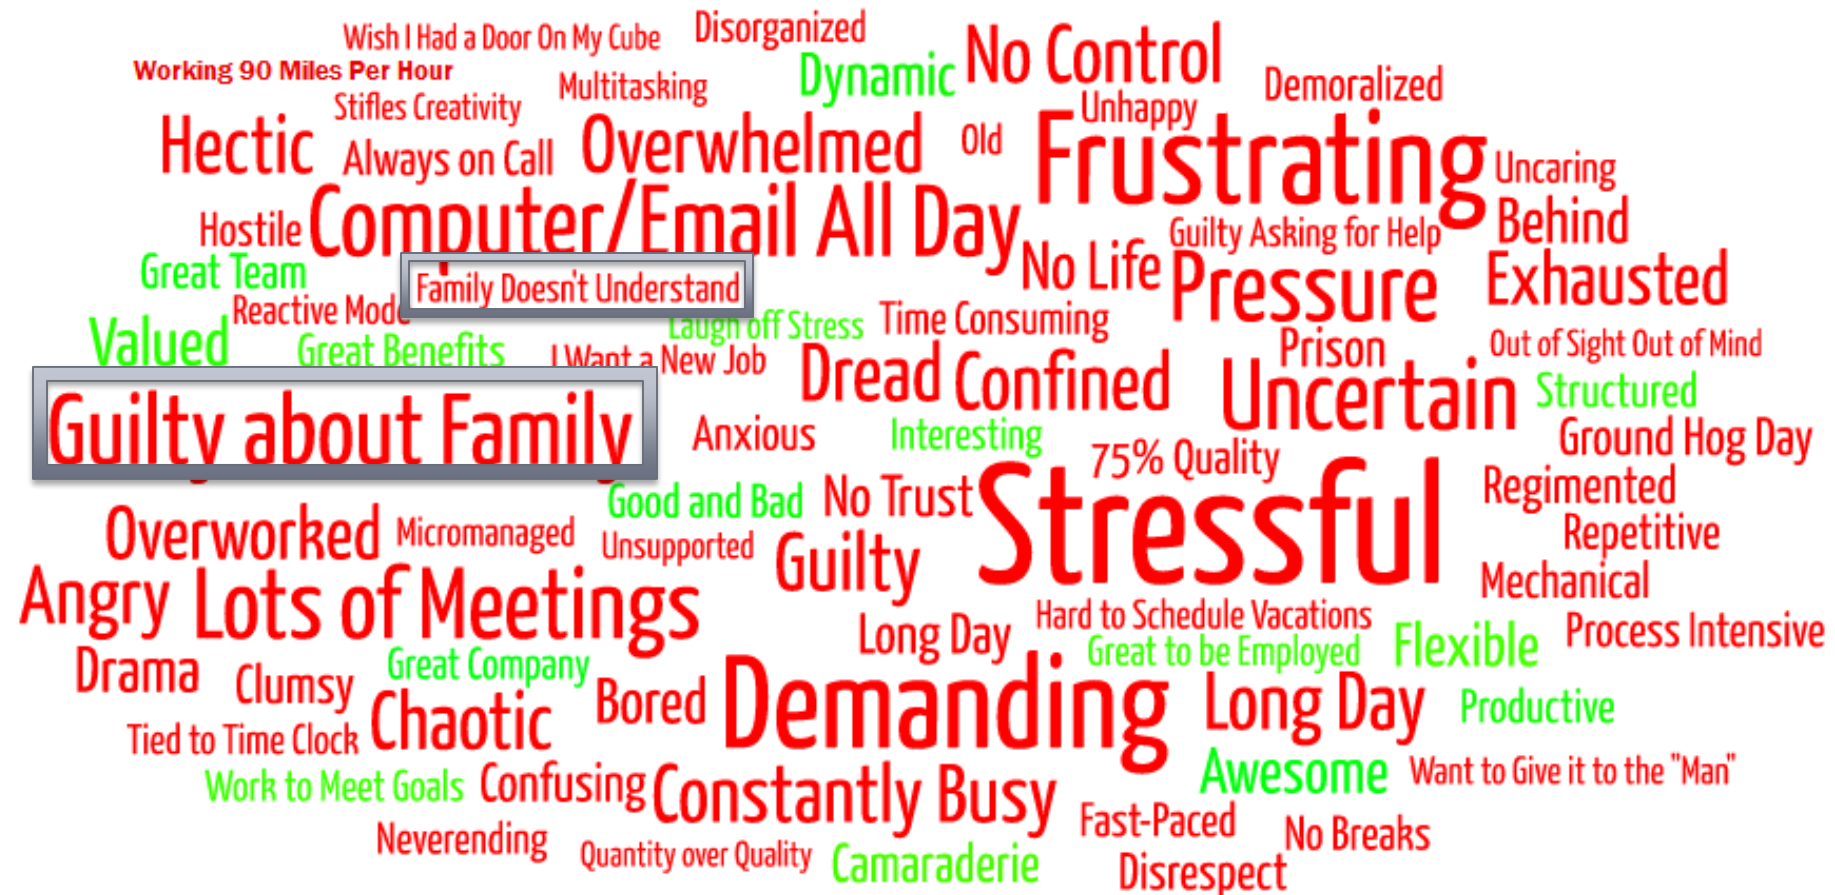 Wish I Had a Door On My Cube
Disorganized
No Control
Working 90 Miles Per Hour
Multitasking
Dynamic
Demoralized
Stifles Creativity
Unhappy
Hectic
Always on Call
Overwhelmed
Old
Frustrating
Uncaring
Hostile
Computer/Email All Day
Guilty Asking for Help
Behind
Great Team
Family Doesn't Understand
No Life
Pressure
Exhausted
Reactive Mode
Laugh off Stress
Time Consuming
Valued
Great Benefits
I Want a New Job
Prison
Out of Sight Out of Mind
Dread
Confined
Uncertain
Structured
Guilty about Family
Anxious
Interesting
75% Quality
Ground Hog Day
Good and Bad
No Trust
Stressful
Regimented
Overworked
Micromanaged
Unsupported
Guilty
Repetitive
Angry
Lots of Meetings
Mechanical
Long Day
Hard to Schedule Vacations
Great to be Employed
Flexible
Process Intensive
Drama
Clumsy
Great Company
Bored
Demanding
Long Day
Productive
Tied to Time Clock
Chaotic
Awesome
Want to Give it to the "Man"
Work to Meet Goals
Confusing
Constantly Busy
Fast-Paced
No Breaks
Neverending
Quantity over Quality
Camaraderie
Disrespect